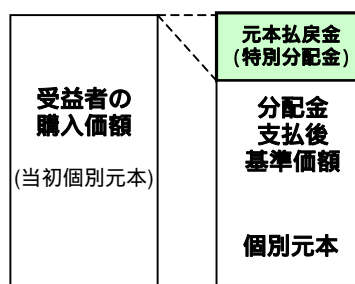 受益者の
購入価額
(当初個別元本)
元本払戻金
(特別分配金)
分配金
支払後
基準価額
個別元本